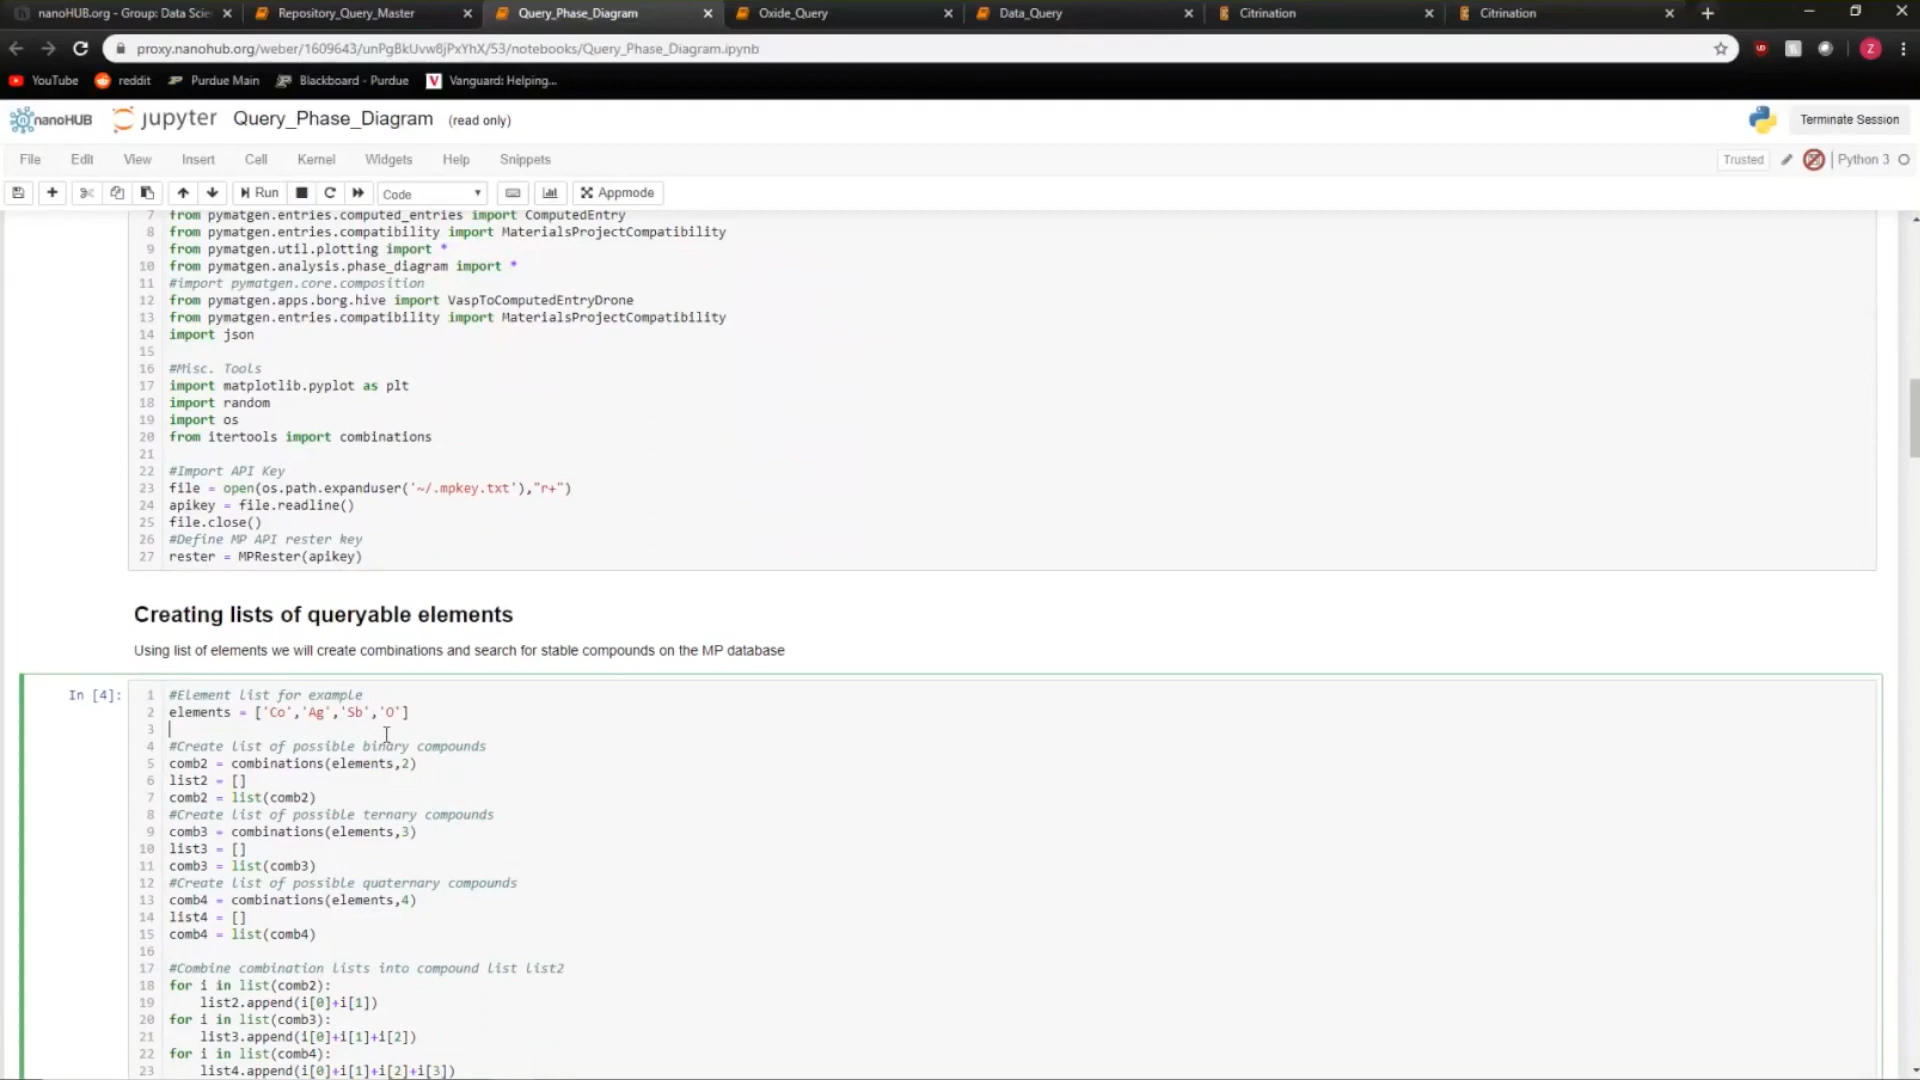 nanoHUB.org - Group: Data Scie
Repository_Query_Master
Query_Phase_Diagram
Oxide_Query
Data_Query
Citrination
Citrination
proxy.nanohub.org/weber/1609643/unPgBkUvw8jPxYhX/53/notebooks/Query_Phase_Diagram.ipynb
YouTube
reddit
Purdue Main
Blackboard - Purdue
Vanguard: Helping...
nanoHUB
jupyter
Query_Phase_Diagram
(read only)
Terminate Session
File
Edit
View
Insert
Cell
Kernel
Widgets
Help
Snippets
Trusted
Python 3
Run
Code
Appmode
7 from pymatgen.entries.computed_entries import ComputedEntry
8 from pymatgen.entries.compatibility import MaterialsProjectCompatibility
9 from pymatgen.util.plotting import *
10 from pymatgen.analysis.phase_diagram import *
11 #import pymatgen.core.composition
12 from pymatgen.apps.borg.hive import VaspToComputedEntryDrone
13 from pymatgen.entries.compatibility import MaterialsProjectCompatibility
14 import json
15
16 #Misc. Tools
17 import matplotlib.pyplot as plt
18 import random
19 import os
20 from itertools import combinations
21
22 #Import API Key
23 file = open(os.path.expanduser('~/.mpkey.txt'),"r+")
24 apikey = file.readline()
25 file.close()
26 #Define MP API rester key
27 rester = MPRester(apikey)
Creating lists of queryable elements
Using list of elements we will create combinations and search for stable compounds on the MP database
In [4]:
1 #Element list for example
2 elements = ['Co','Ag','Sb','O']
3
4 #Create list of possible binary compounds
5 comb2 = combinations(elements,2)
6 list2 = []
7 comb2 = list(comb2)
8 #Create list of possible ternary compounds
9 comb3 = combinations(elements,3)
10 list3 = []
11 comb3 = list(comb3)
12 #Create list of possible quaternary compounds
13 comb4 = combinations(elements,4)
14 list4 = []
15 comb4 = list(comb4)
16
17 #Combine combination lists into compound list list2
18 for i in list(comb2):
19 list2.append(i[0]+i[1])
20 for i in list(comb3):
21 list3.append(i[0]+i[1]+i[2])
22 for i in list(comb4):
23 list4.append(i[0]+i[1]+i[2]+i[3])